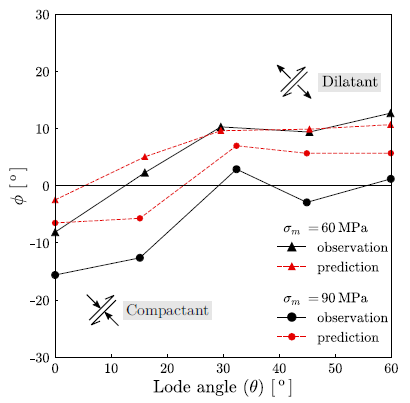 30
20
10
0
-10
-20
-30
ϕ [ ° ]
Dilatant
Compactant
σm = 60 MPa
observation
prediction
σm = 90 MPa
observation
prediction
0 10 20 30 40 50 60
Lode angle (θ) [ ° ]